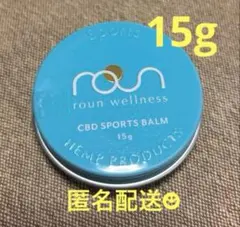 15g
roun
roun wellness
CBD SPORTS BALM
15g
HEMP PRODUCTS
匿名配送☻